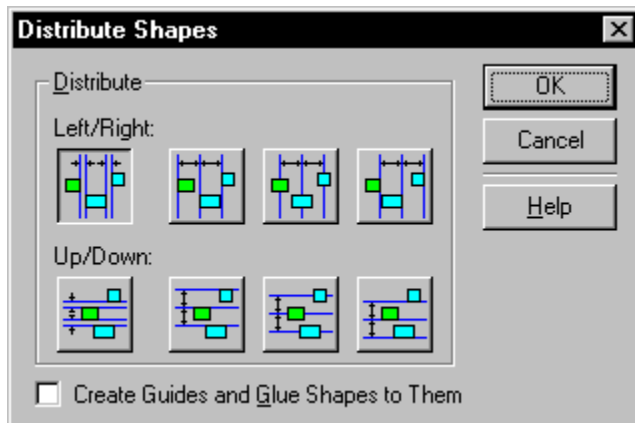 Distribute Shapes
Distribute
OK
Left/Right:
Cancel
Help
Up/Down:
Create Guides and Glue Shapes to Them